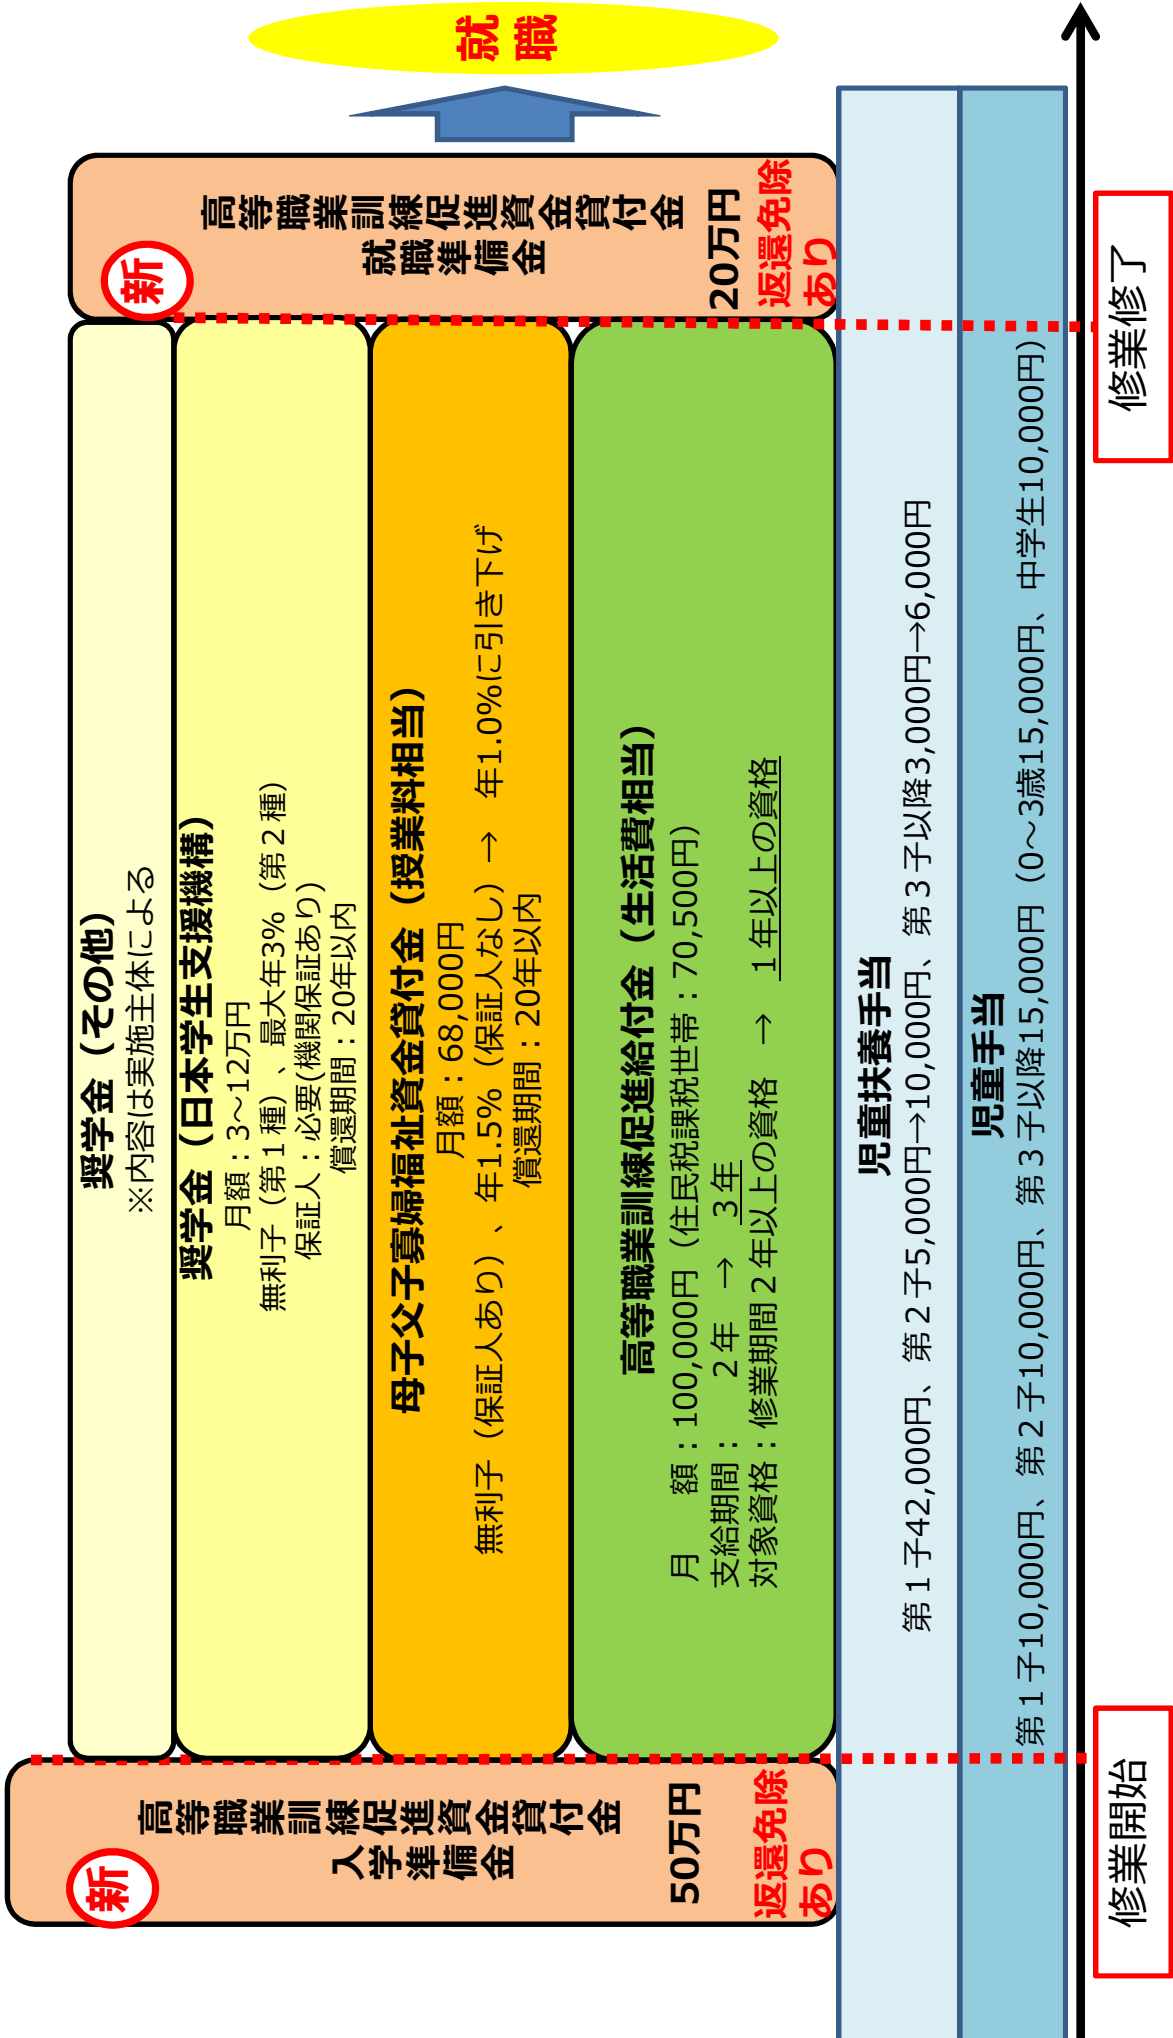 新
高等職業訓練促進資金貸付金
入学準備金
50万円
返還免除
あり
奨学金（その他）
※内容は実施主体による
奨学金（日本学生支援機構）
月額：3～12万円
無利子（第１種）、最大年3%（第２種）
保証人：必要(機関保証あり)
償還期間：20年以内
母子父子寡婦福祉資金貸付金（授業料相当）
月額：68,000円
無利子（保証人あり）、年1.5%（保証人なし）→　年1.0%に引き下げ
償還期間：20年以内
高等職業訓練促進給付金（生活費相当）
月　　額：100,000円（住民税課税世帯：70,500円）
支給期間：　２年　→　３年
対象資格：修業期間２年以上の資格　→　１年以上の資格
新
高等職業訓練促進資金貸付金
就職準備金
20万円
返還免除
あり
就職
児童扶養手当
第１子42,000円、第２子5,000円→10,000円、第３子以降3,000円→6,000円
児童手当
第１子10,000円、第２子10,000円、第３子以降15,000円（0～3歳15,000円、中学生10,000円）
修業開始
修業修了